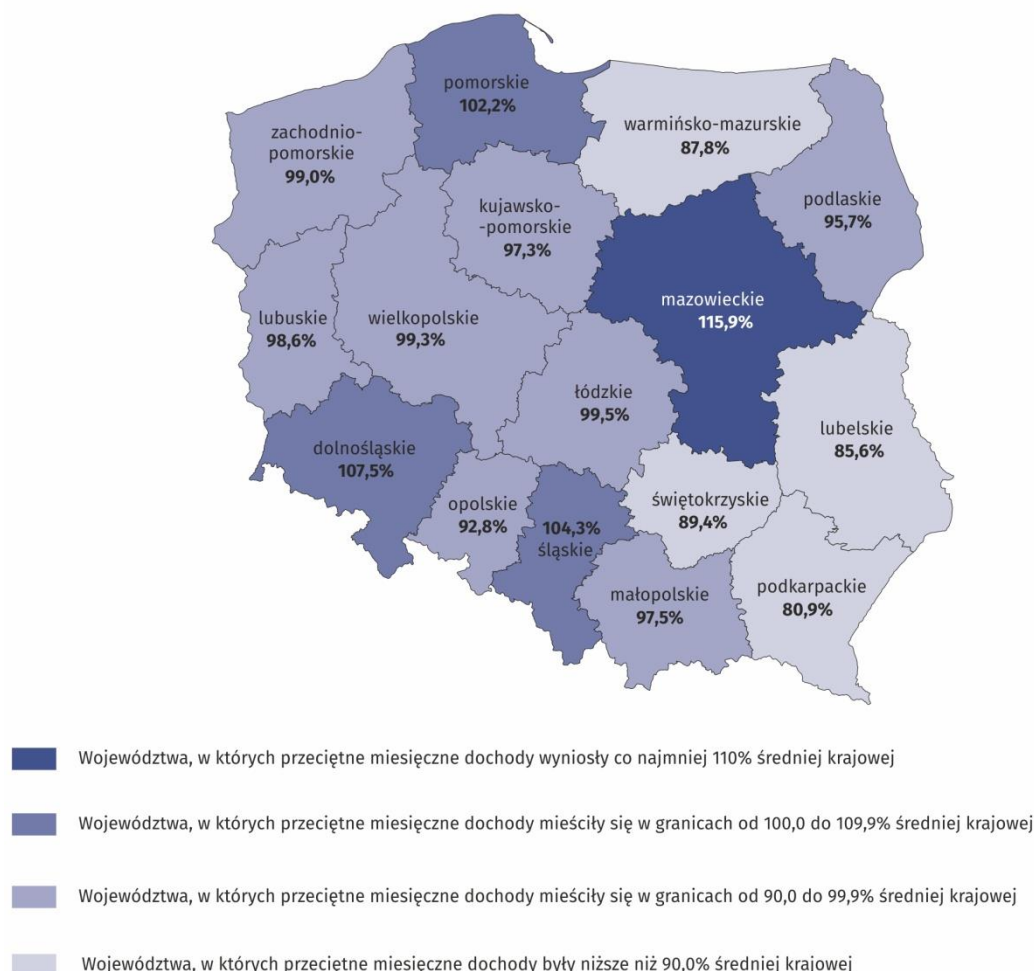 pomorskie
102,2%
warmińsko-mazurskie
87,8%
zachodnio-
pomorskie
99,0%
podlaskie
95,7%
kujawsko-
-pomorskie
97,3%
mazowieckie
115,9%
lubuskie
98,6%
wielkopolskie
99,3%
łódzkie
99,5%
lubelskie
85,6%
dolnośląskie
107,5%
opolskie
92,8%
104,3%
śląskie
świętokrzyskie
89,4%
małopolskie
97,5%
podkarpackie
80,9%
Województwa, w których przeciętne miesięczne dochody wyniosły co najmniej 110% średniej krajowej
Województwa, w których przeciętne miesięczne dochody mieściły się w granicach od 100,0 do 109,9% średniej krajowej
Województwa, w których przeciętne miesięczne dochody mieściły się w granicach od 90,0 do 99,9% średniej krajowej
Województwa, w których przeciętne miesięczne dochody były niższe niż 90,0% średniej krajowej